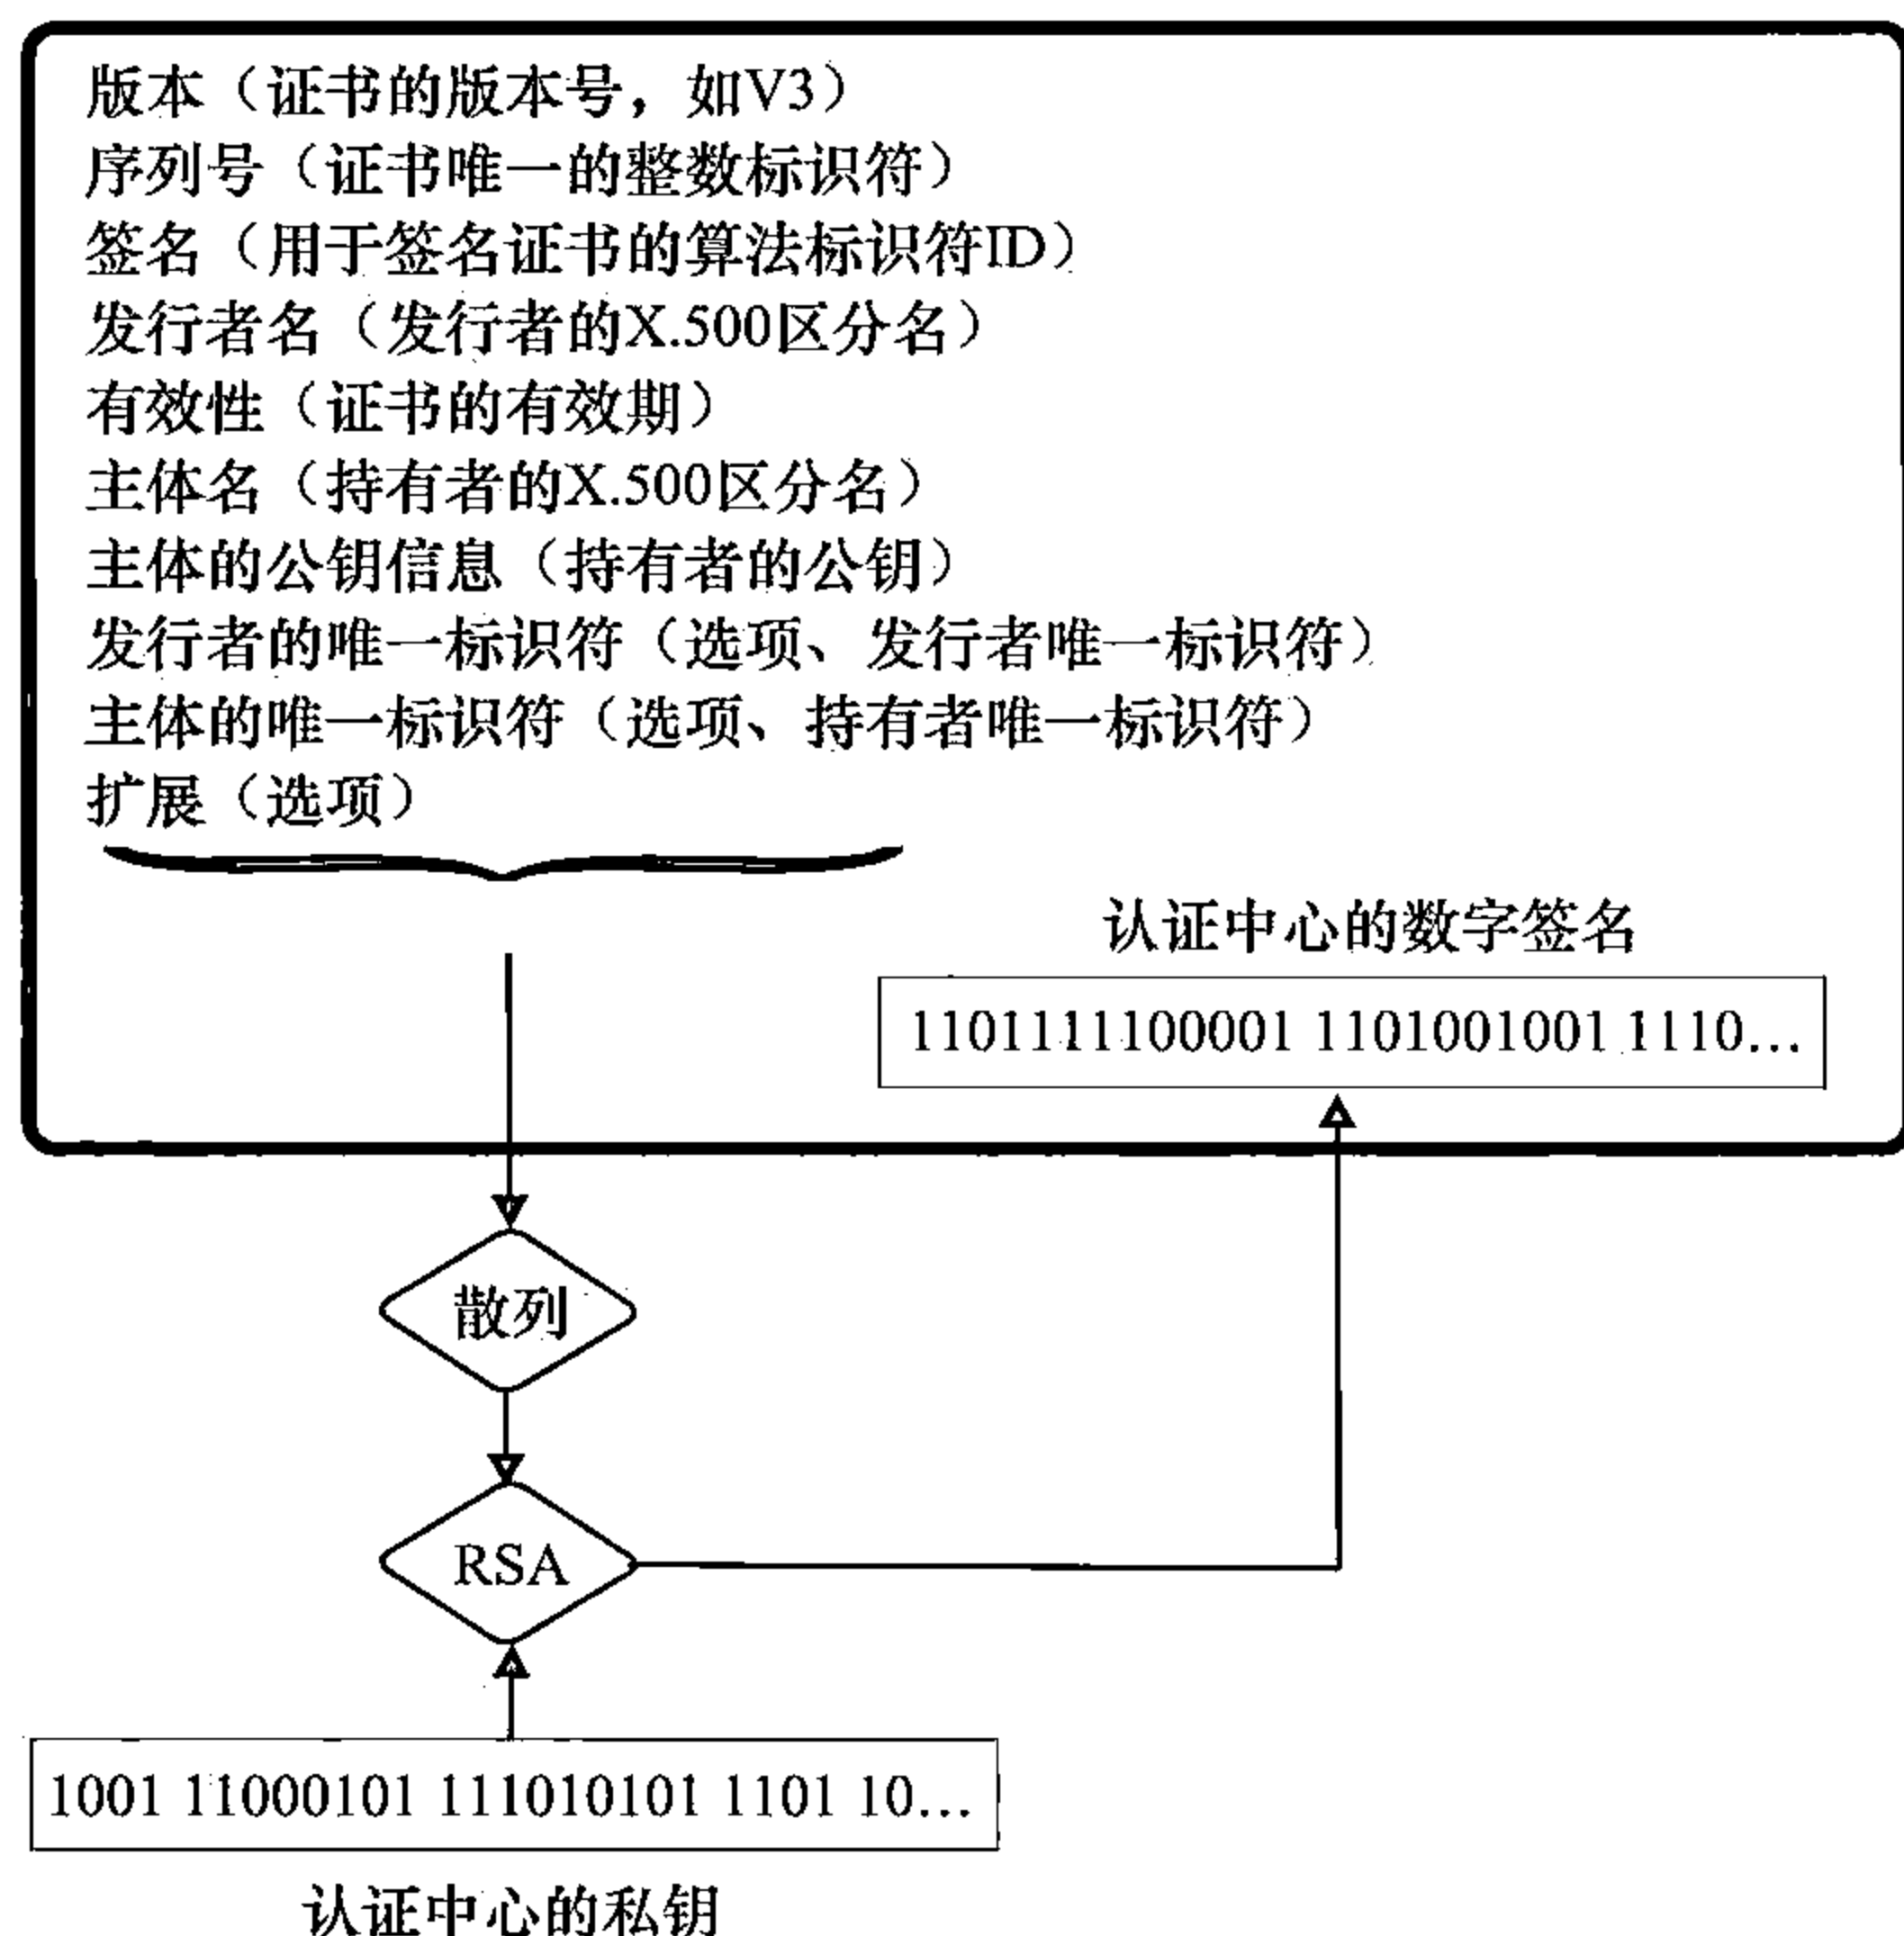 版本（证书的版本号，如V3）
序列号（证书唯一的整数标识符）
签名（用于签名证书的算法标识符ID）
发行者名（发行者的X.500区分名）
有效性（证书的有效期）
主体名（持有者的X.500区分名）
主体的公钥信息（持有者的公钥）
发行者的唯一标识符（选项、发行者唯一标识符）
主体的唯一标识符（选项、持有者唯一标识符）
扩展（选项）
认证中心的数字签名
1101111100001 1101001001 1110...
散列
RSA
1001 11000101 111010101 1101 10...
认证中心的私钥